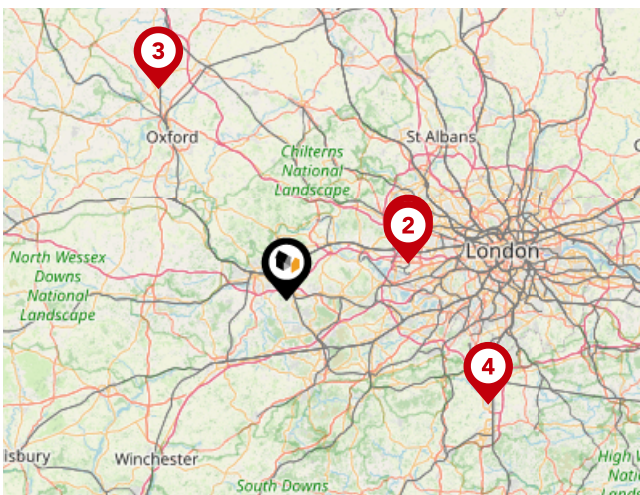 3
Oxford
St Albans
Chilterns
National
Landscape
2
London
North Wessex
Downs
National
Landscape
4
isbury
Winchester
South Downs
High W
Nati
Landsc